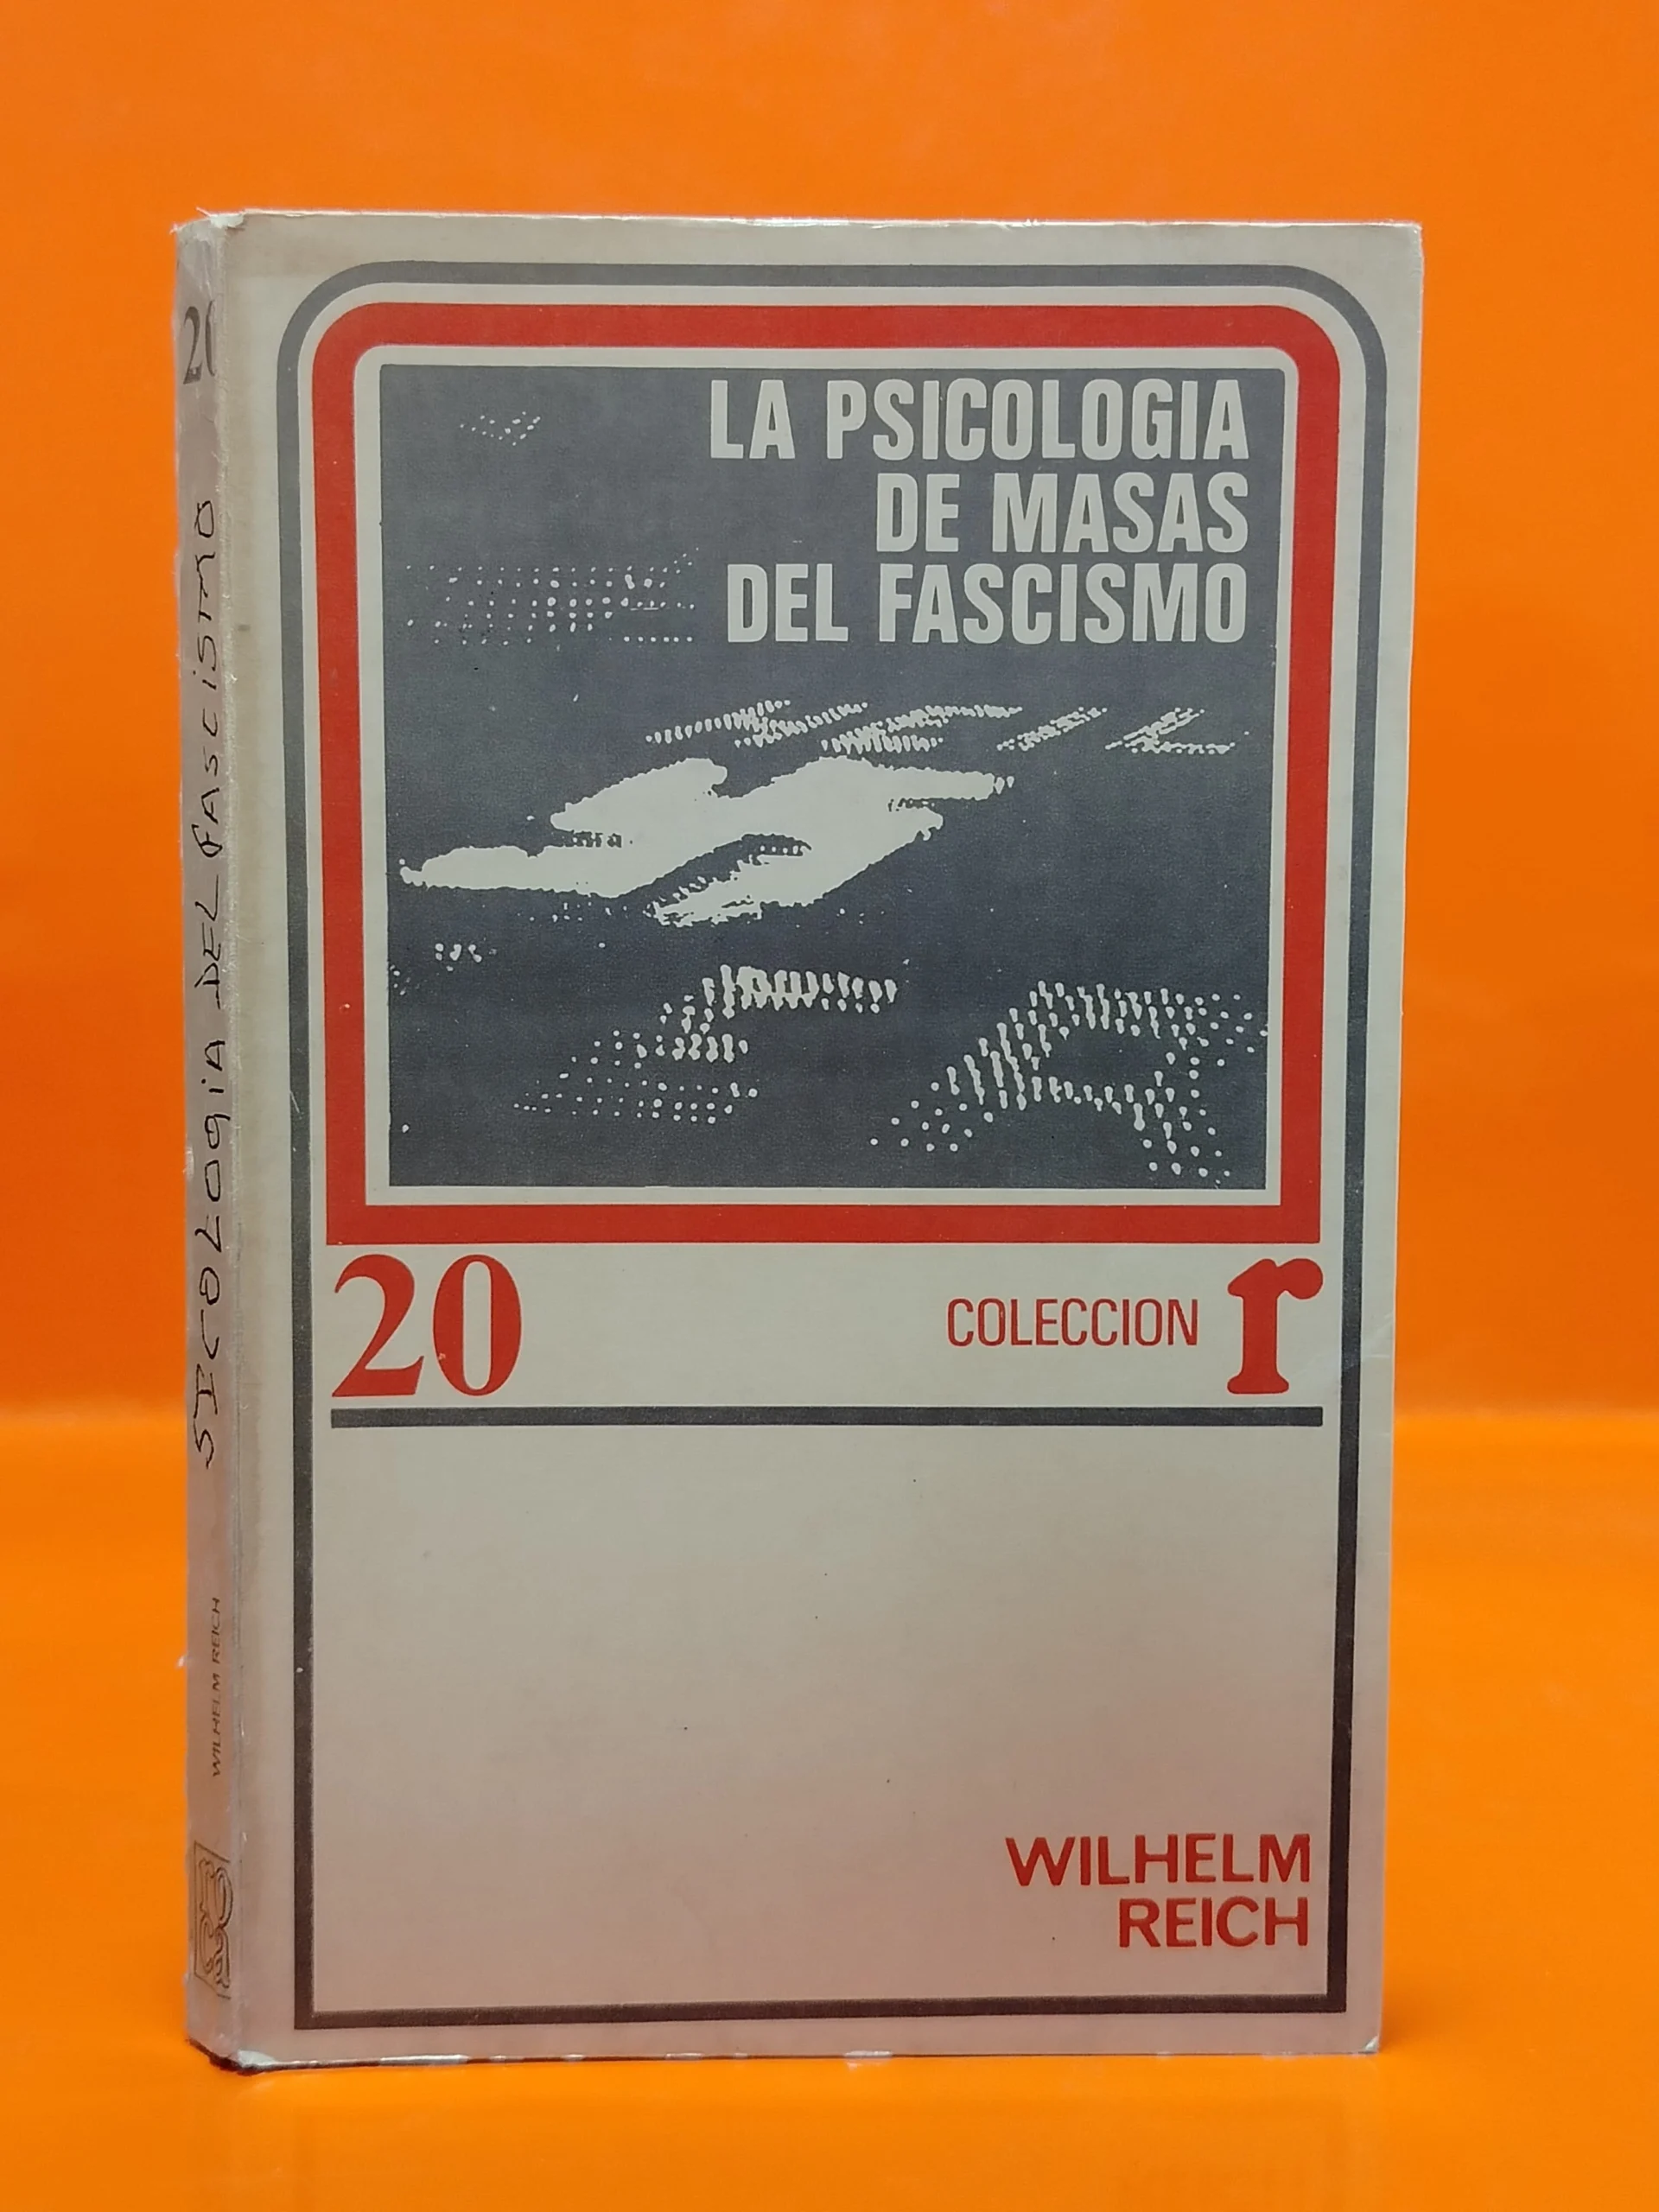 LA PSICOLOGIA
DE MASAS
DEL FASCISMO
20
COLECCION r
WILHELM
REICH
20
SICOLOGIA DEL FASCISMO
WILHELM REICH